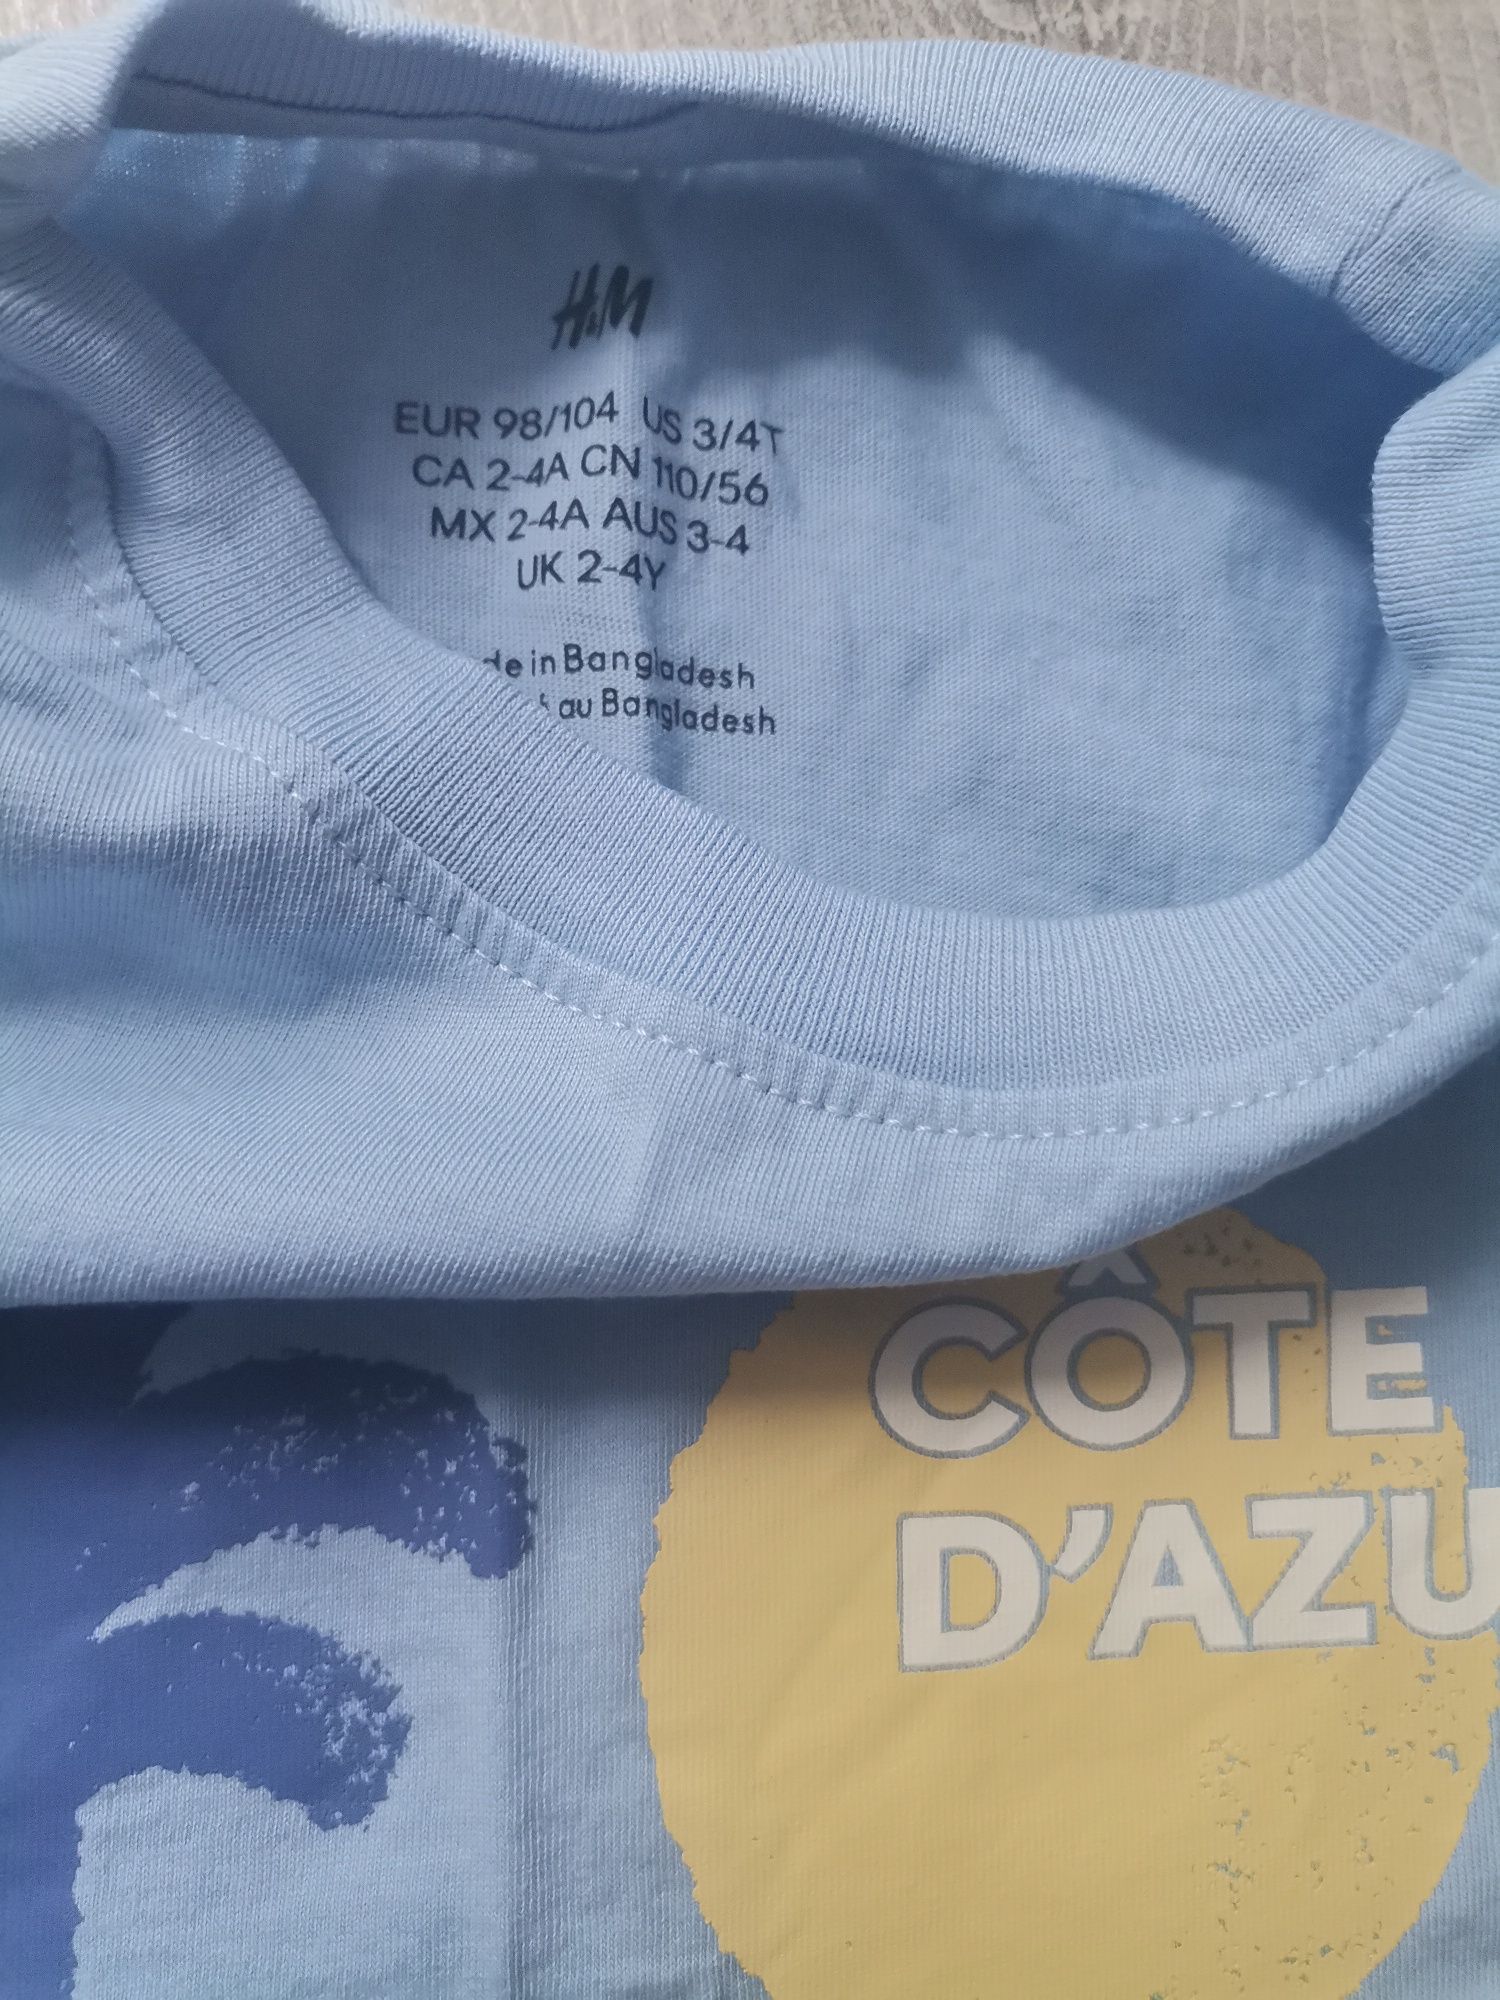 H&M
EUR 98/104 US 3/4T
CA 2-4A CN 110/56
MX 2-4A AUS 3-4
UK 2-4Y
in Bangladesh
au Bangladesh
CÔTE
D'AZU